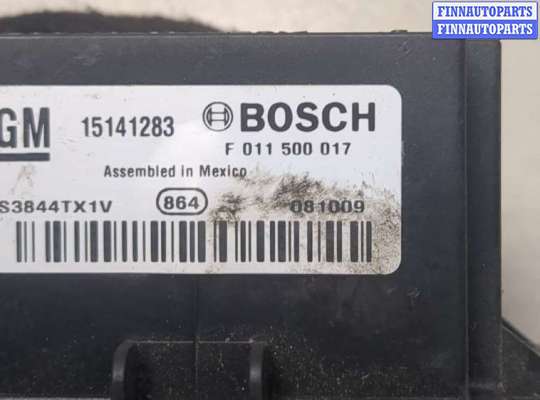 FINNAUTOPARTS
FINNAUTOPARTS
GM 15141283 BOSCH
F 011 500 017
Assembled in Mexico
S3844TX1V 864 081009